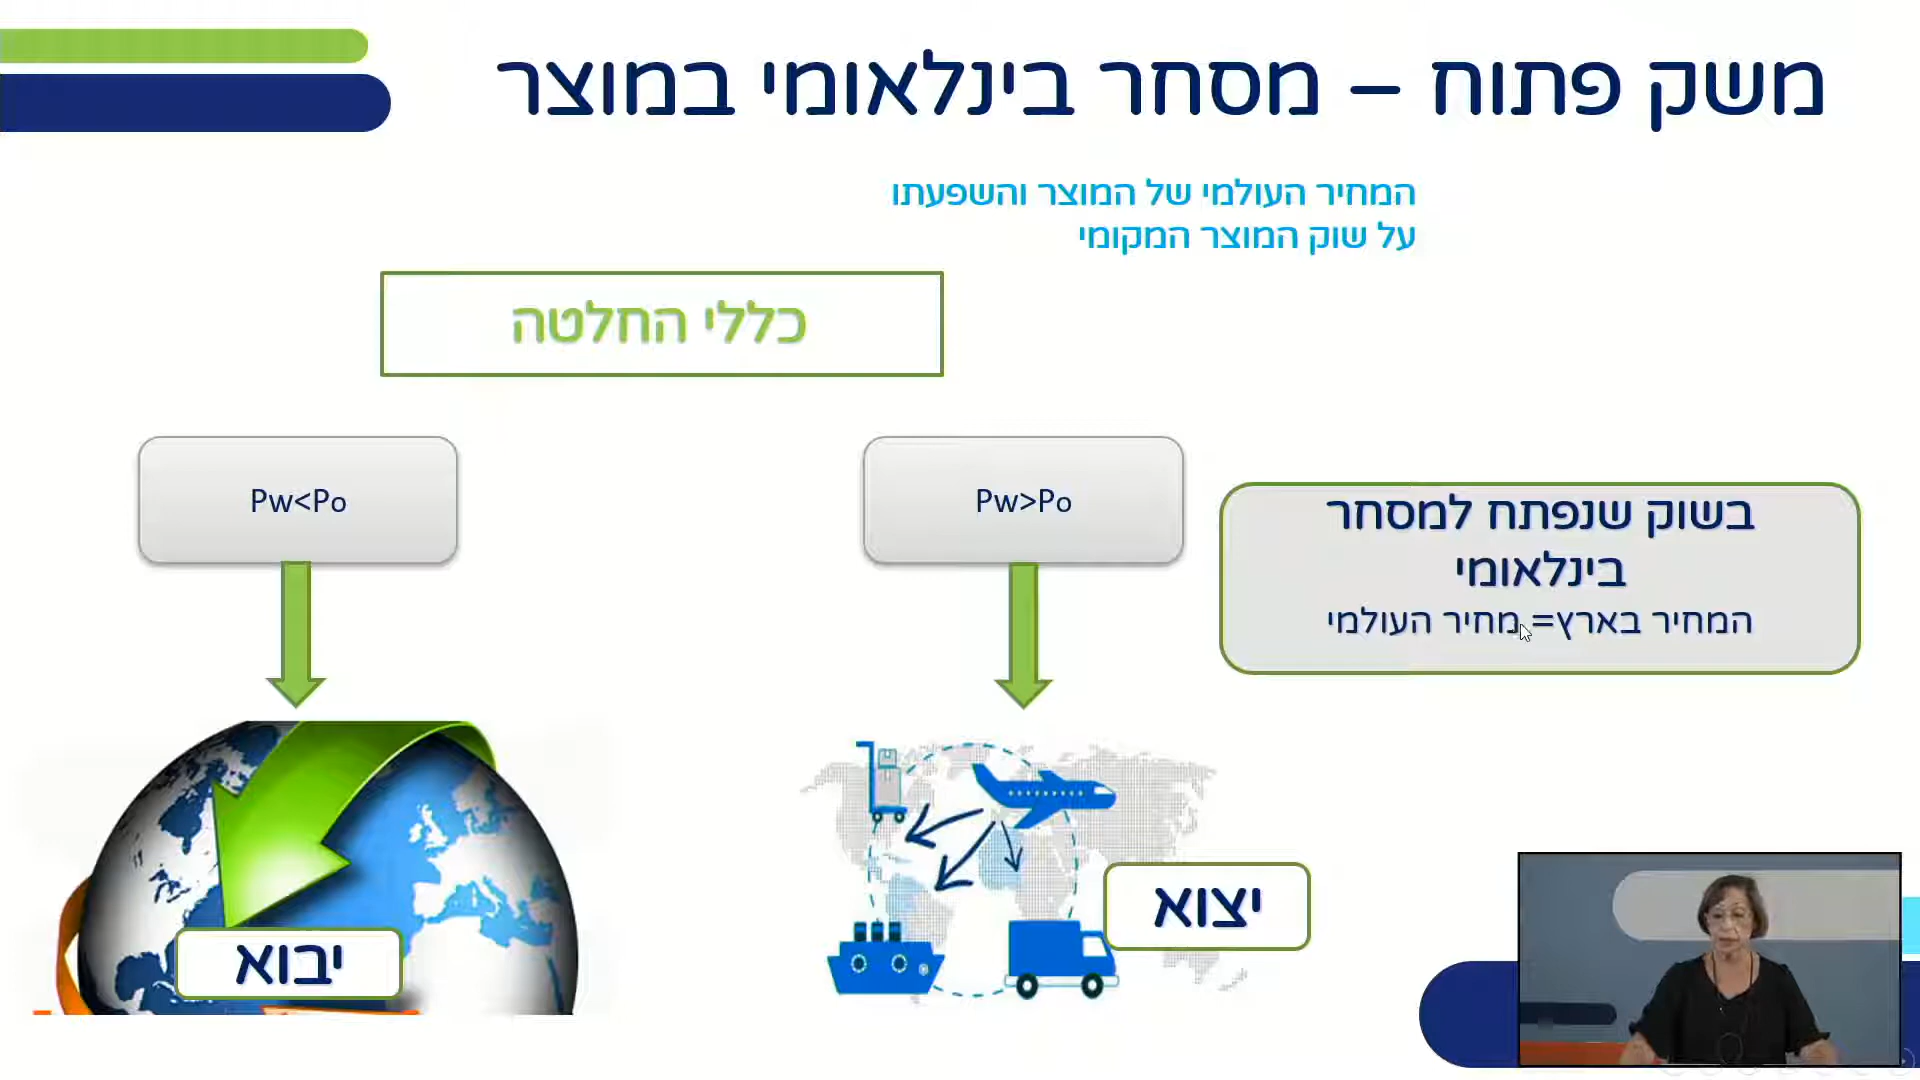 משק פתוח – מסחר בינלאומי במוצר
המחיר העולמי של המוצר והשפעתו
על שוק המוצר המקומי
כללי החלטה
בשוק שנפתח למסחר
בינלאומי
המחיר בארץ=מחיר העולמי
Pw>Po
Pw<Po
יצוא
יבוא